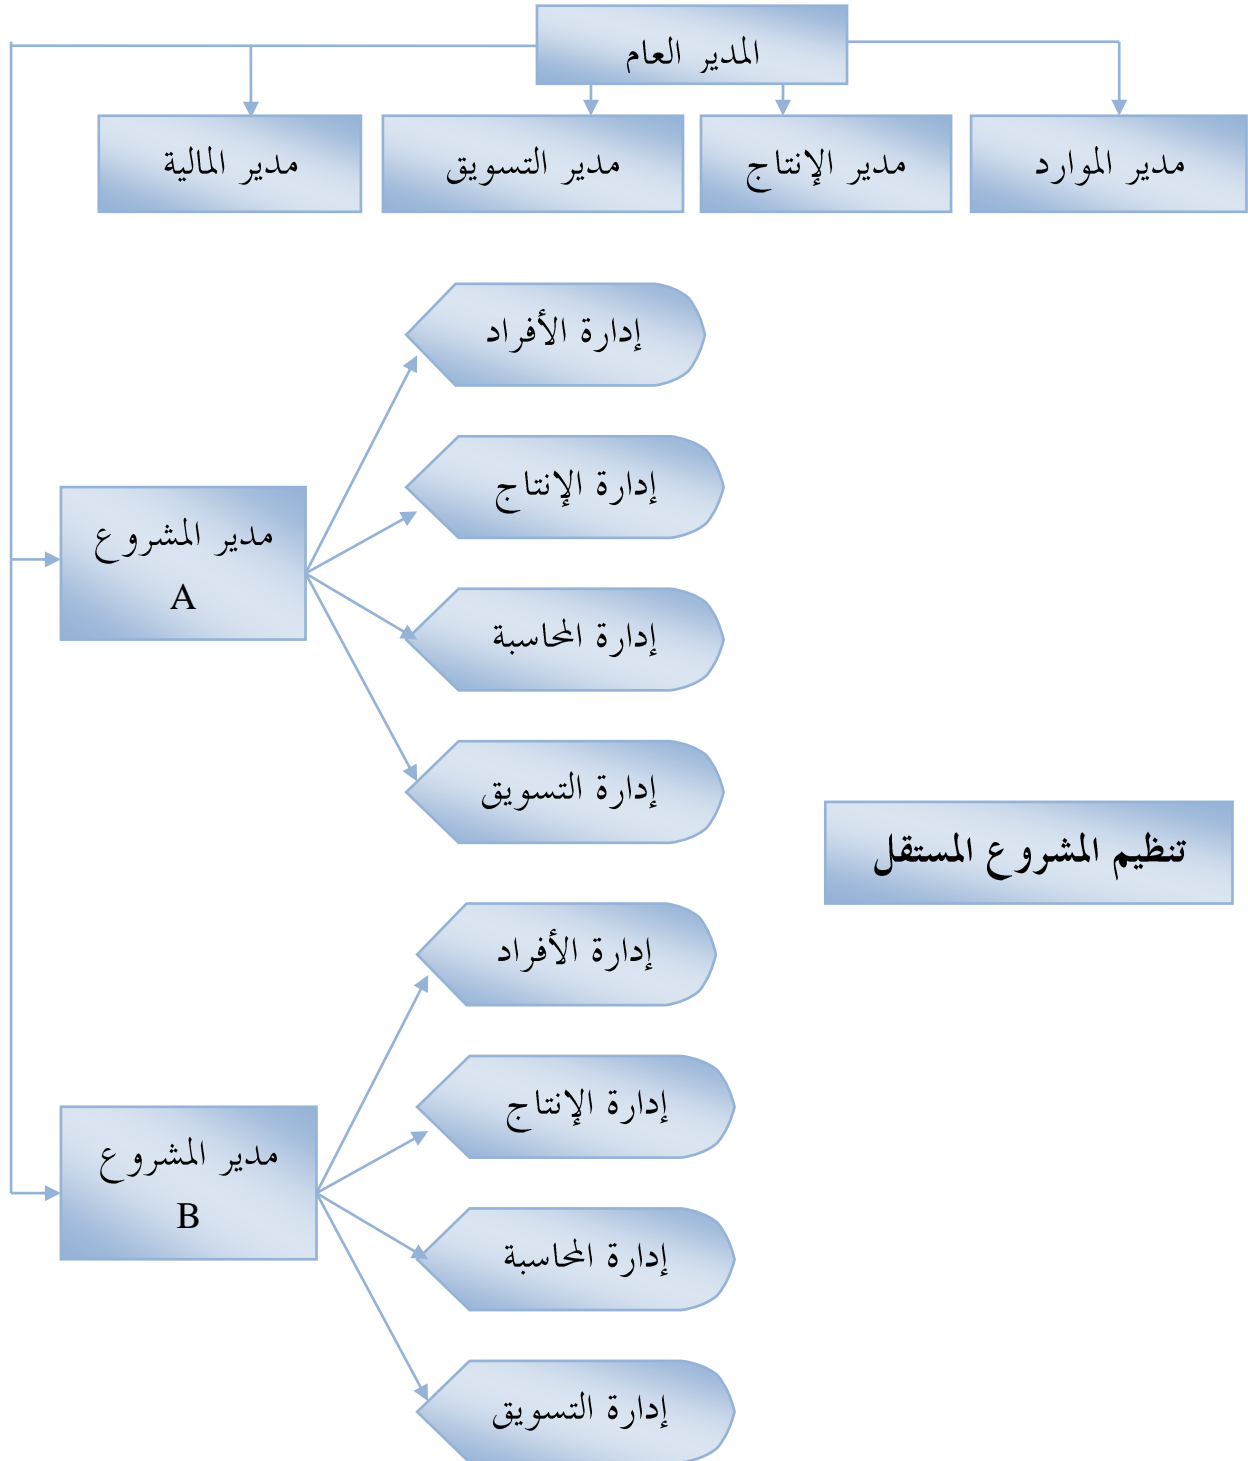 المدير العام
مدير الموارد
مدير الإنتاج
مدير التسويق
مدير المالية
إدارة الأفراد
إدارة الإنتاج
مدير المشروع
A
إدارة المحاسبة
إدارة التسويق
تنظيم المشروع المستقل
إدارة الأفراد
إدارة الإنتاج
مدير المشروع
B
إدارة المحاسبة
إدارة التسويق